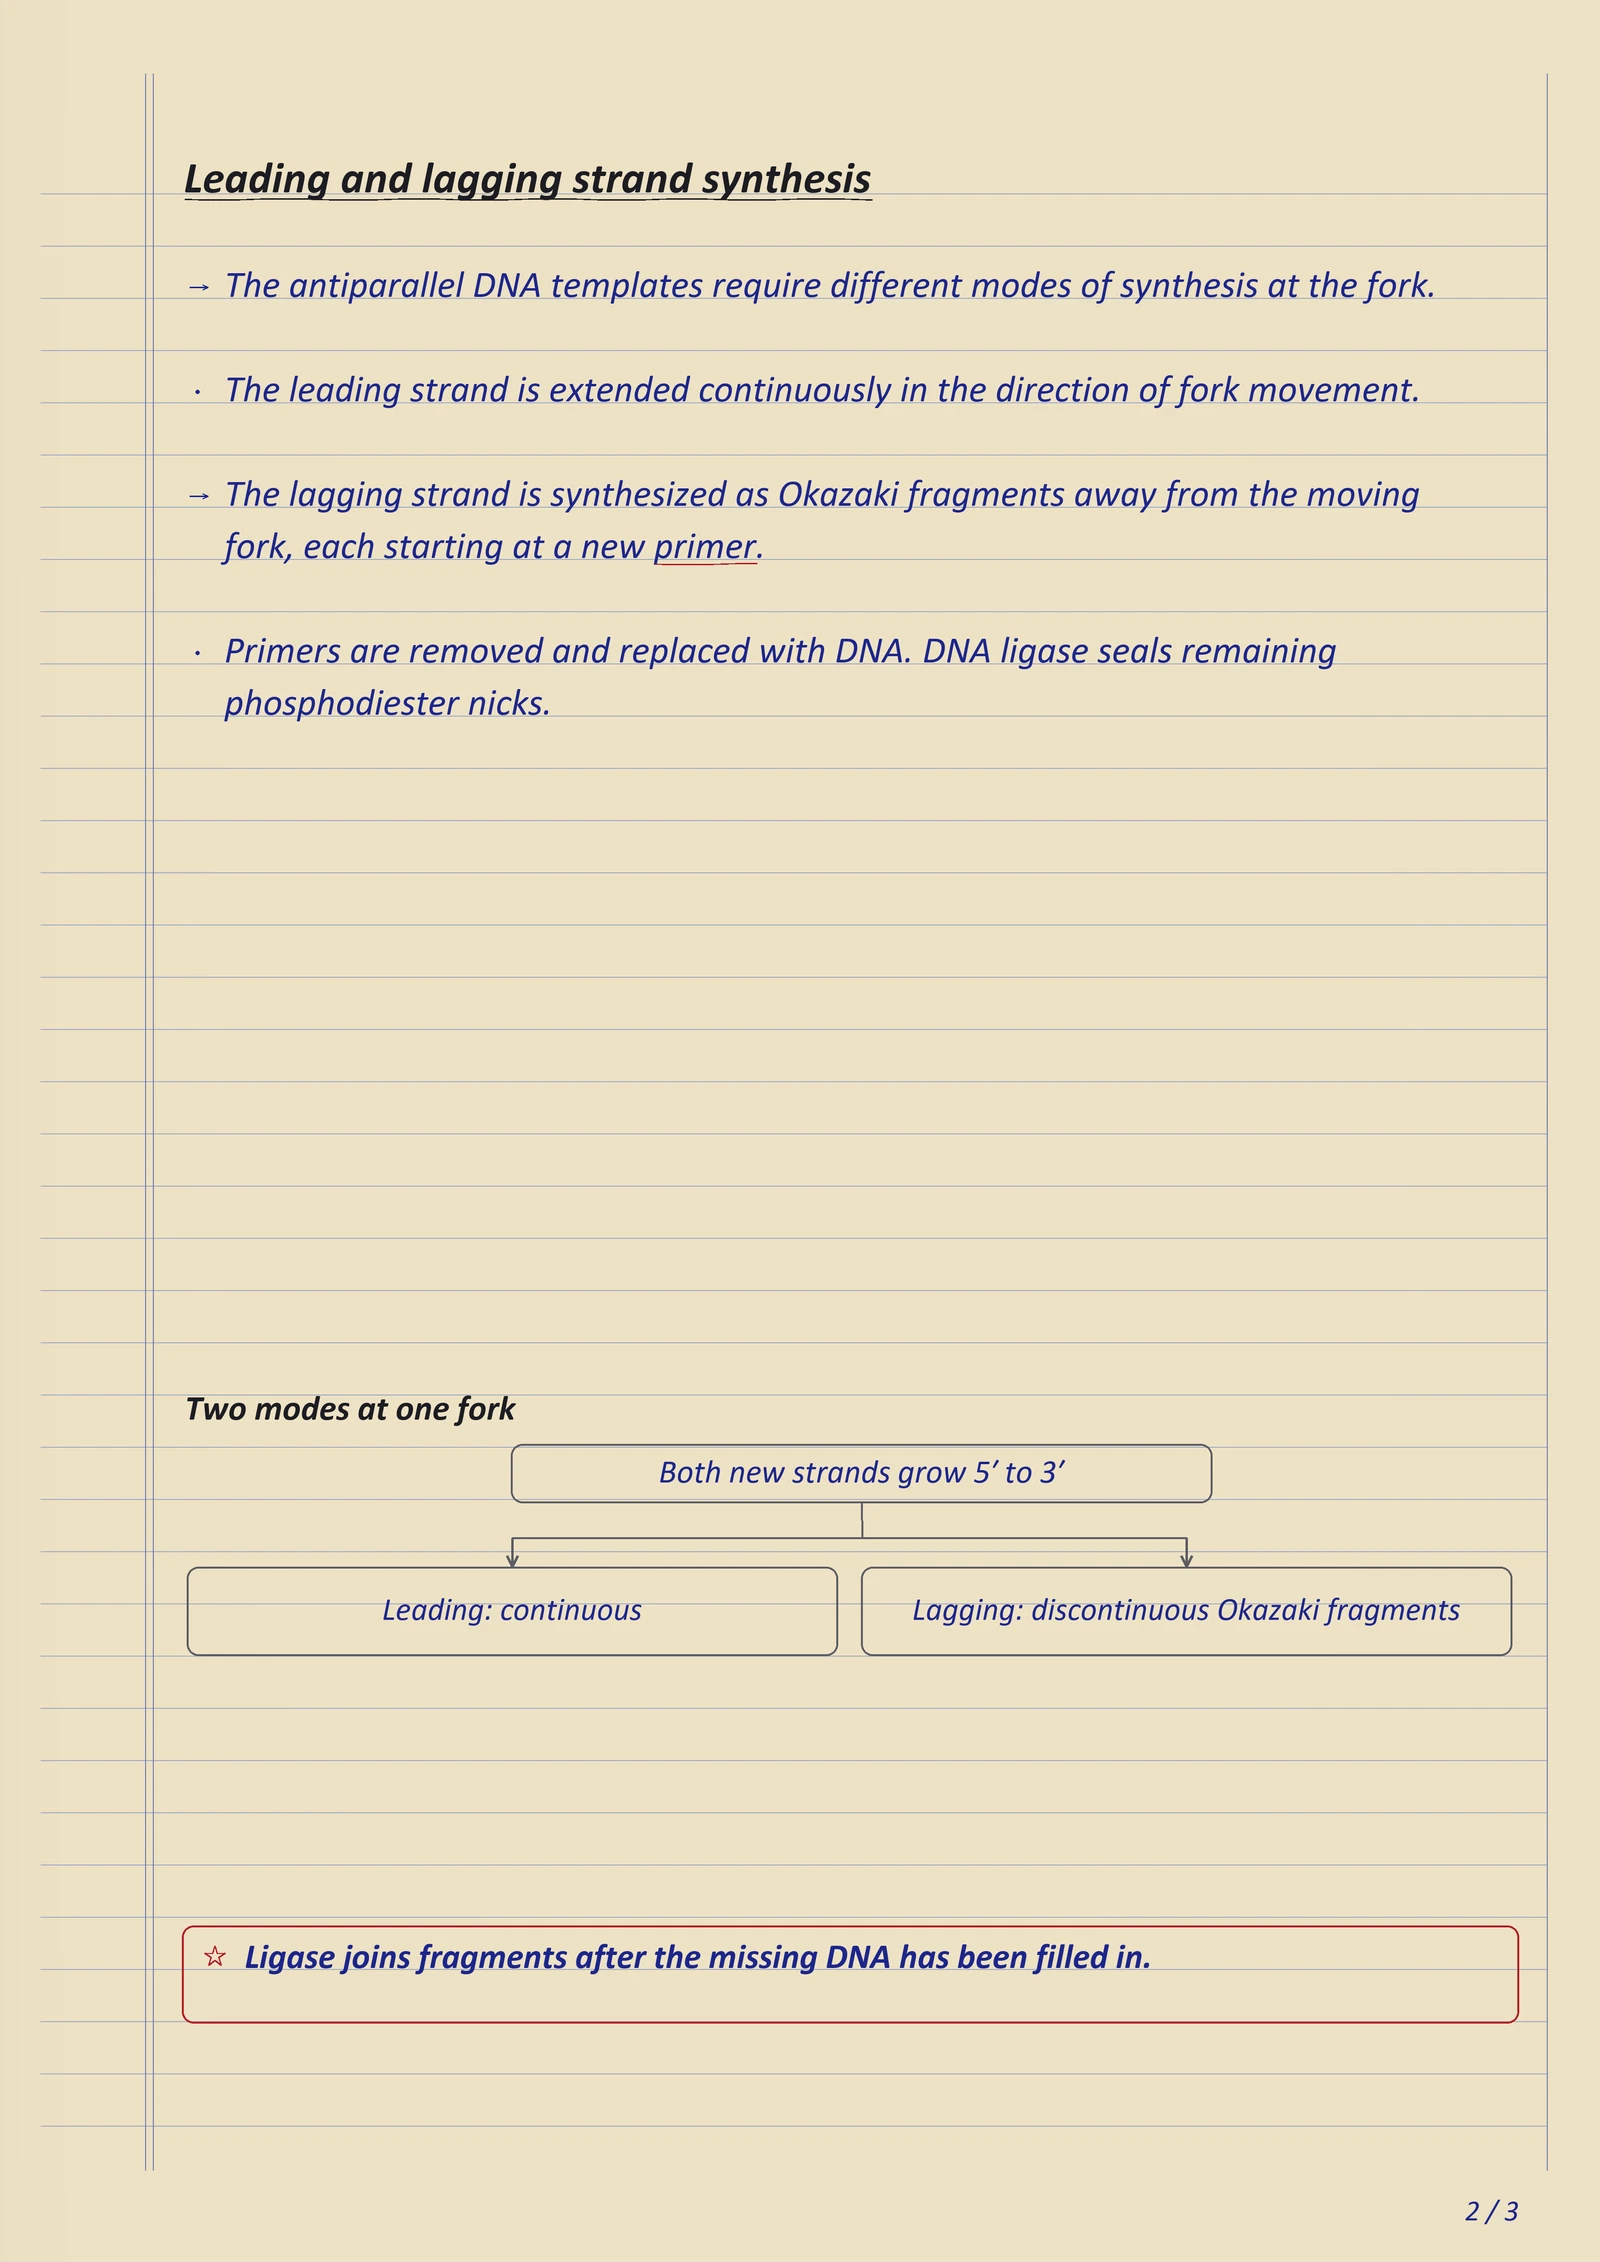 Leading and lagging strand synthesis
→ The antiparallel DNA templates require different modes of synthesis at the fork.
· The leading strand is extended continuously in the direction of fork movement.
→ The lagging strand is synthesized as Okazaki fragments away from the moving
fork, each starting at a new primer.
· Primers are removed and replaced with DNA. DNA ligase seals remaining
phosphodiester nicks.
Two modes at one fork
Both new strands grow 5′ to 3′
Leading: continuous
Lagging: discontinuous Okazaki fragments
☆ Ligase joins fragments after the missing DNA has been filled in.
2 / 3